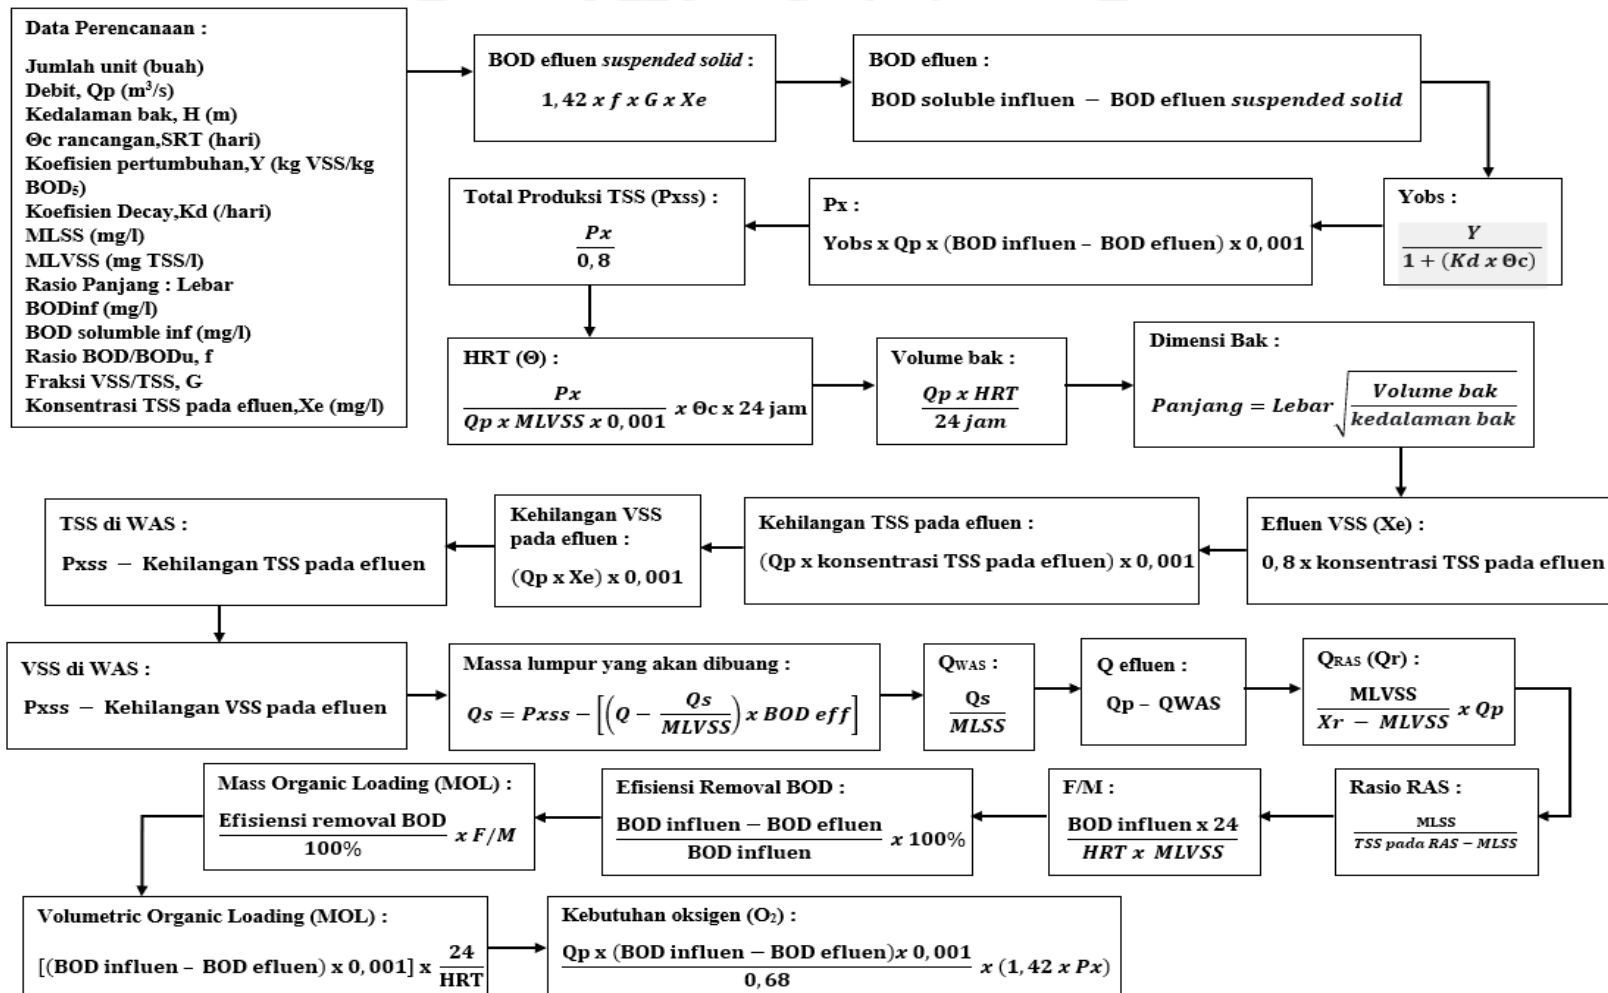 Data Perencanaan :
Jumlah unit (buah)
Debit, Qp (m³/s)
Kedalaman bak, H (m)
Θc rancangan,SRT (hari)
Koefisien pertumbuhan,Y (kg VSS/kg
BOD₅)
Koefisien Decay,Kd (/hari)
MLSS (mg/l)
MLVSS (mg TSS/l)
Rasio Panjang : Lebar
BODinf (mg/l)
BOD solumble inf (mg/l)
Rasio BOD/BODu, f
Fraksi VSS/TSS, G
Konsentrasi TSS pada efluen,Xe (mg/l)
BOD efluen suspended solid :
1,42 x f x G x Xe
BOD efluen :
BOD soluble influen − BOD efluen suspended solid
Yobs :
Y
1 + (Kd x Θc)
Px :
Yobs x Qp x (BOD influen – BOD efluen) x 0,001
Total Produksi TSS (Pxss) :
Px
0,8
HRT (Θ) :
Px
Qp x MLVSS x 0,001 x Θc x 24 jam
Volume bak :
Qp x HRT
24 jam
Dimensi Bak :
Panjang = Lebar √
Volume bak
kedalaman bak
Efluen VSS (Xe) :
0,8 x konsentrasi TSS pada efluen
Kehilangan TSS pada efluen :
(Qp x konsentrasi TSS pada efluen) x 0,001
Kehilangan VSS
pada efluen :
(Qp x Xe) x 0,001
TSS di WAS :
Pxss − Kehilangan TSS pada efluen
VSS di WAS :
Pxss − Kehilangan VSS pada efluen
Massa lumpur yang akan dibuang :
Qs = Pxss − [(Q − Qs/MLVSS) x BOD eff]
QWAS :
Qs
MLSS
Q efluen :
Qp – QWAS
QRAS (Qr) :
MLVSS
Xr − MLVSS x Qp
Rasio RAS :
MLSS
TSS pada RAS − MLSS
F/M :
BOD influen x 24
HRT x MLVSS
Efisiensi Removal BOD :
BOD influen − BOD efluen
BOD influen x 100%
Mass Organic Loading (MOL) :
Efisiensi removal BOD
100% x F/M
Volumetric Organic Loading (MOL) :
[(BOD influen – BOD efluen) x 0,001] x 24/HRT
Kebutuhan oksigen (O₂) :
Qp x (BOD influen − BOD efluen)x 0,001
0,68 x (1,42 x Px)